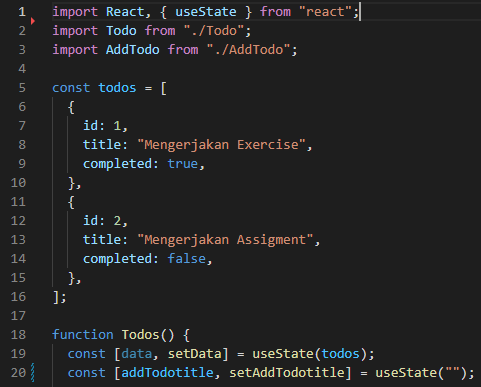 1 import React, { useState } from "react";
2 import Todo from "./Todo";
3 import AddTodo from "./AddTodo";
4
5 const todos = [
6   {
7     id: 1,
8     title: "Mengerjakan Exercise",
9     completed: true,
10   },
11   {
12     id: 2,
13     title: "Mengerjakan Assigment",
14     completed: false,
15   },
16 ];
17
18 function Todos() {
19   const [data, setData] = useState(todos);
20   const [addTodotitle, setAddTodotitle] = useState("");